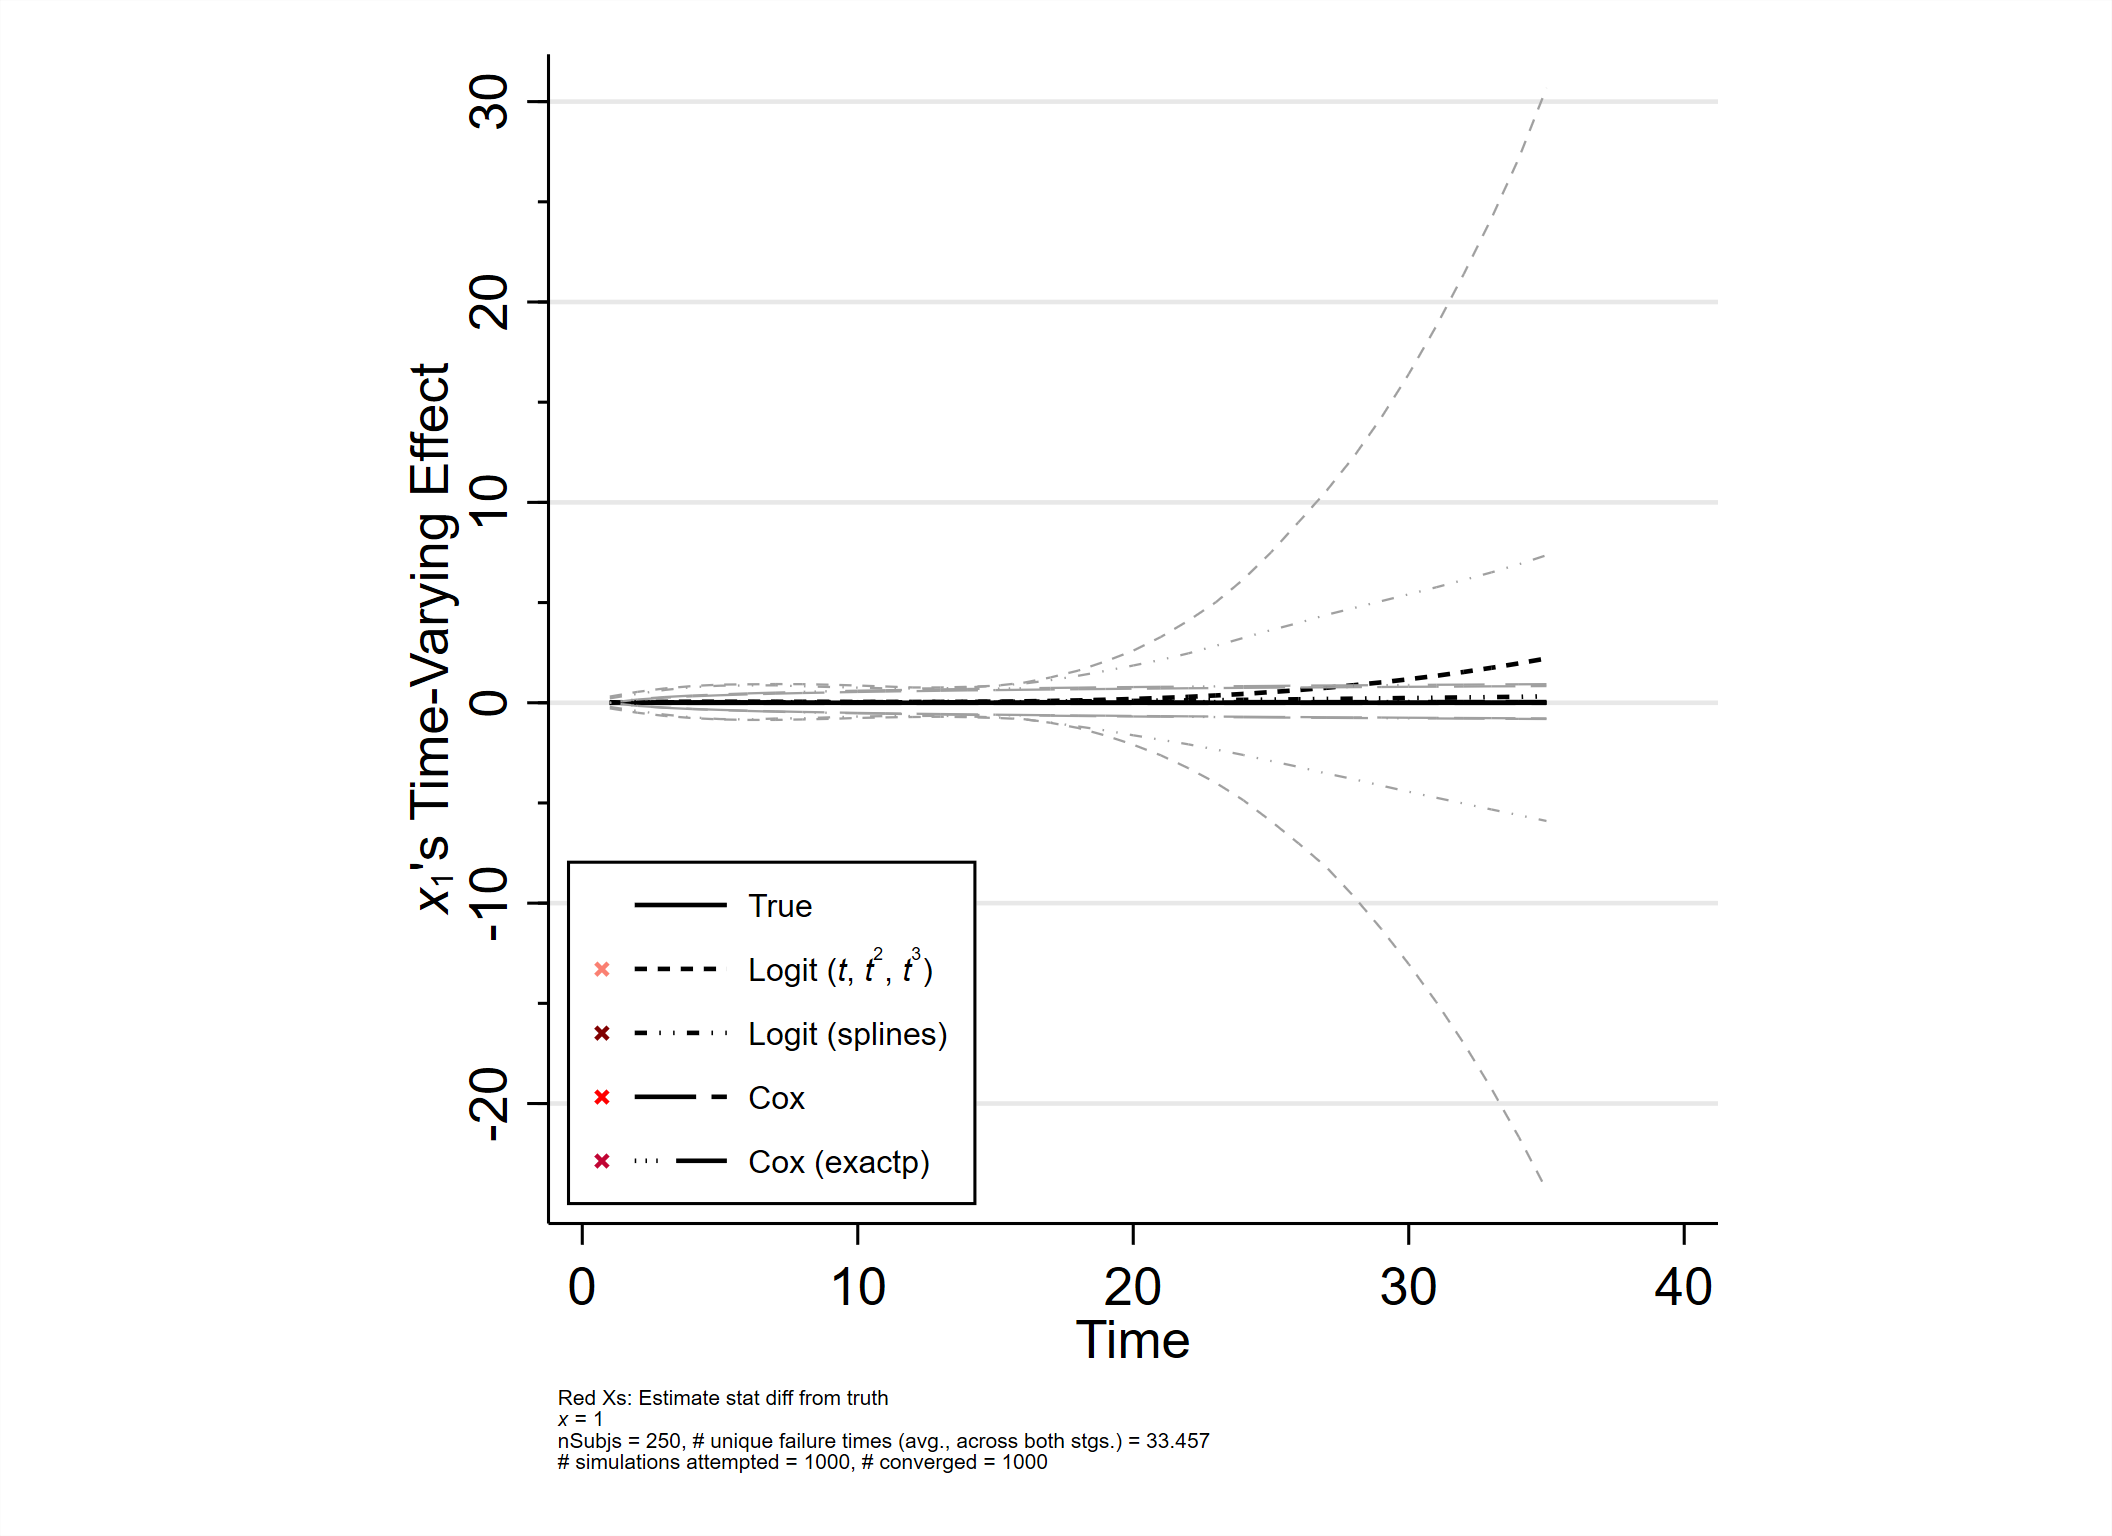 30
20
10
0
-10
-20
x₁'s Time-Varying Effect
True
Logit (t, t², t³)
Logit (splines)
Cox
Cox (exactp)
0 10 20 30 40
Time
Red Xs: Estimate stat diff from truth
x = 1
nSubjs = 250, # unique failure times (avg., across both stgs.) = 33.457
# simulations attempted = 1000, # converged = 1000